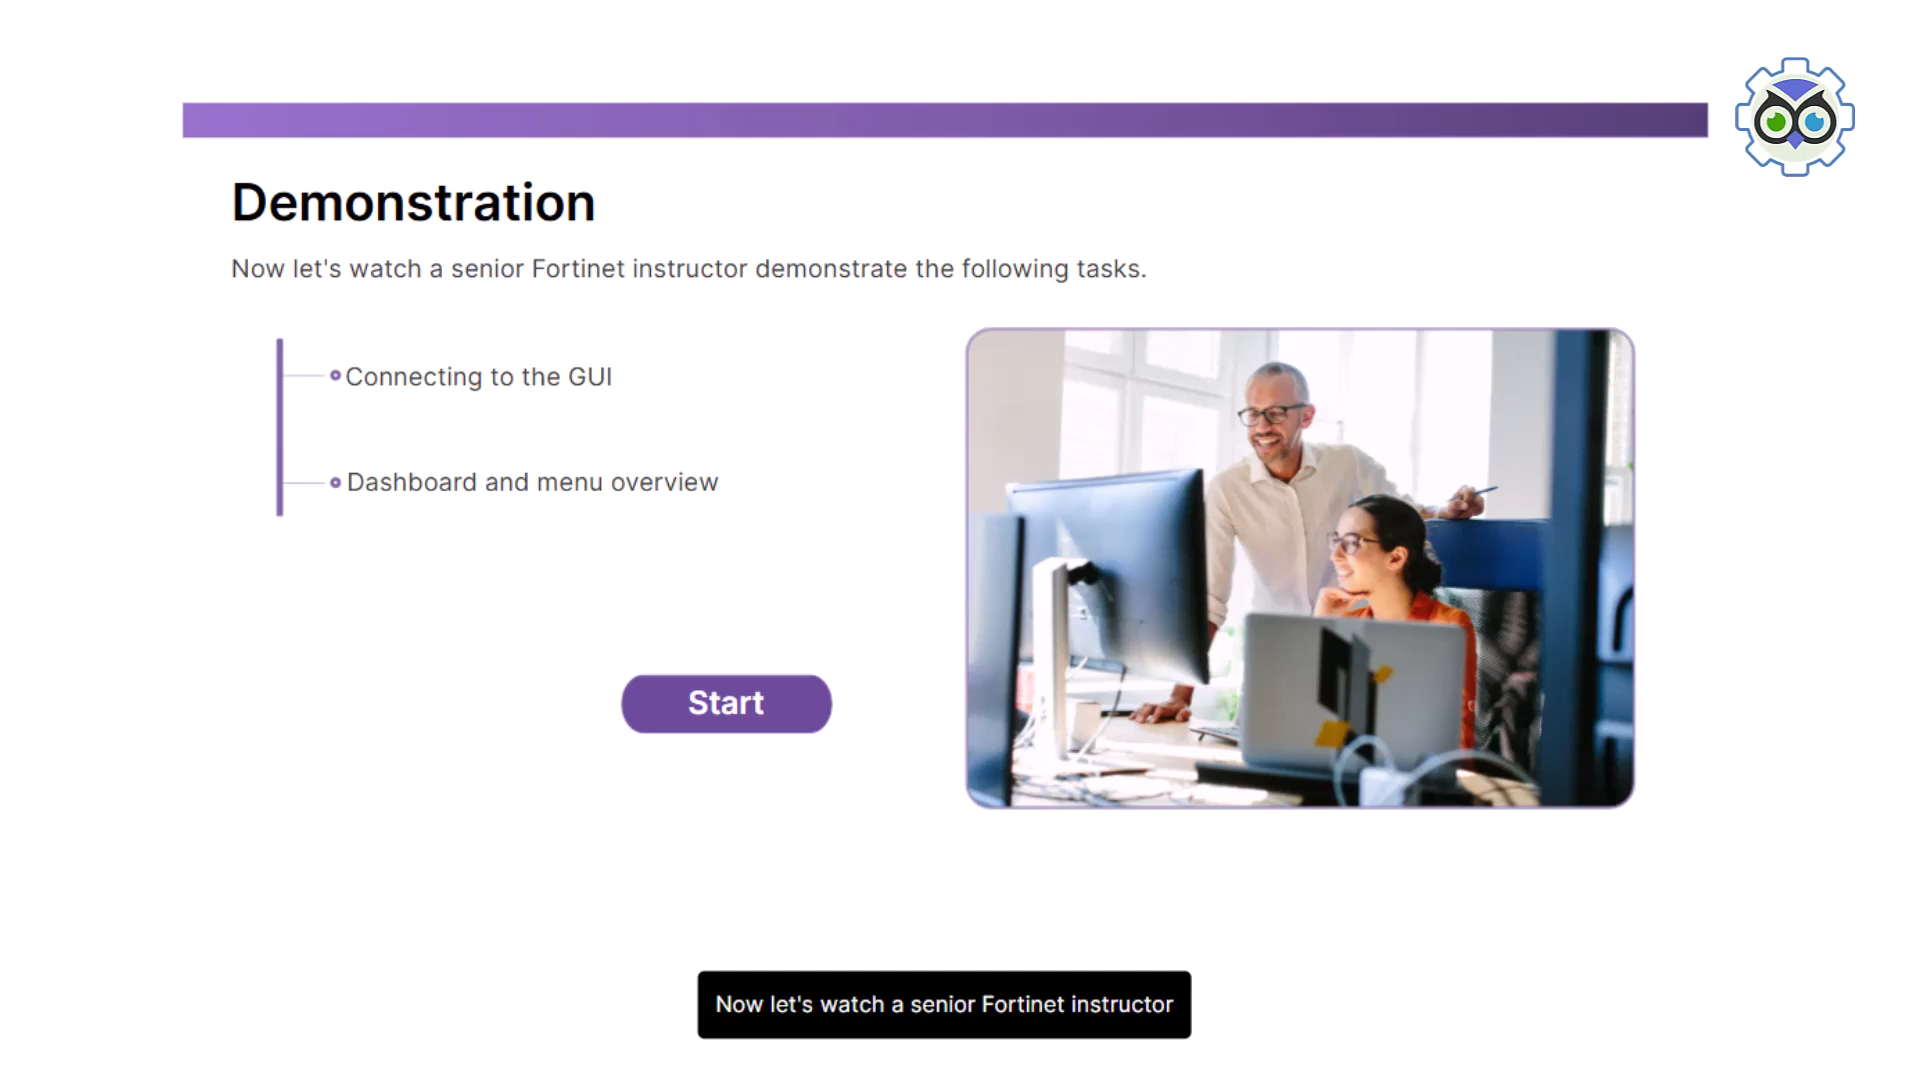 Demonstration
Now let's watch a senior Fortinet instructor demonstrate the following tasks.
Connecting to the GUI
Dashboard and menu overview
Start
Now let's watch a senior Fortinet instructor